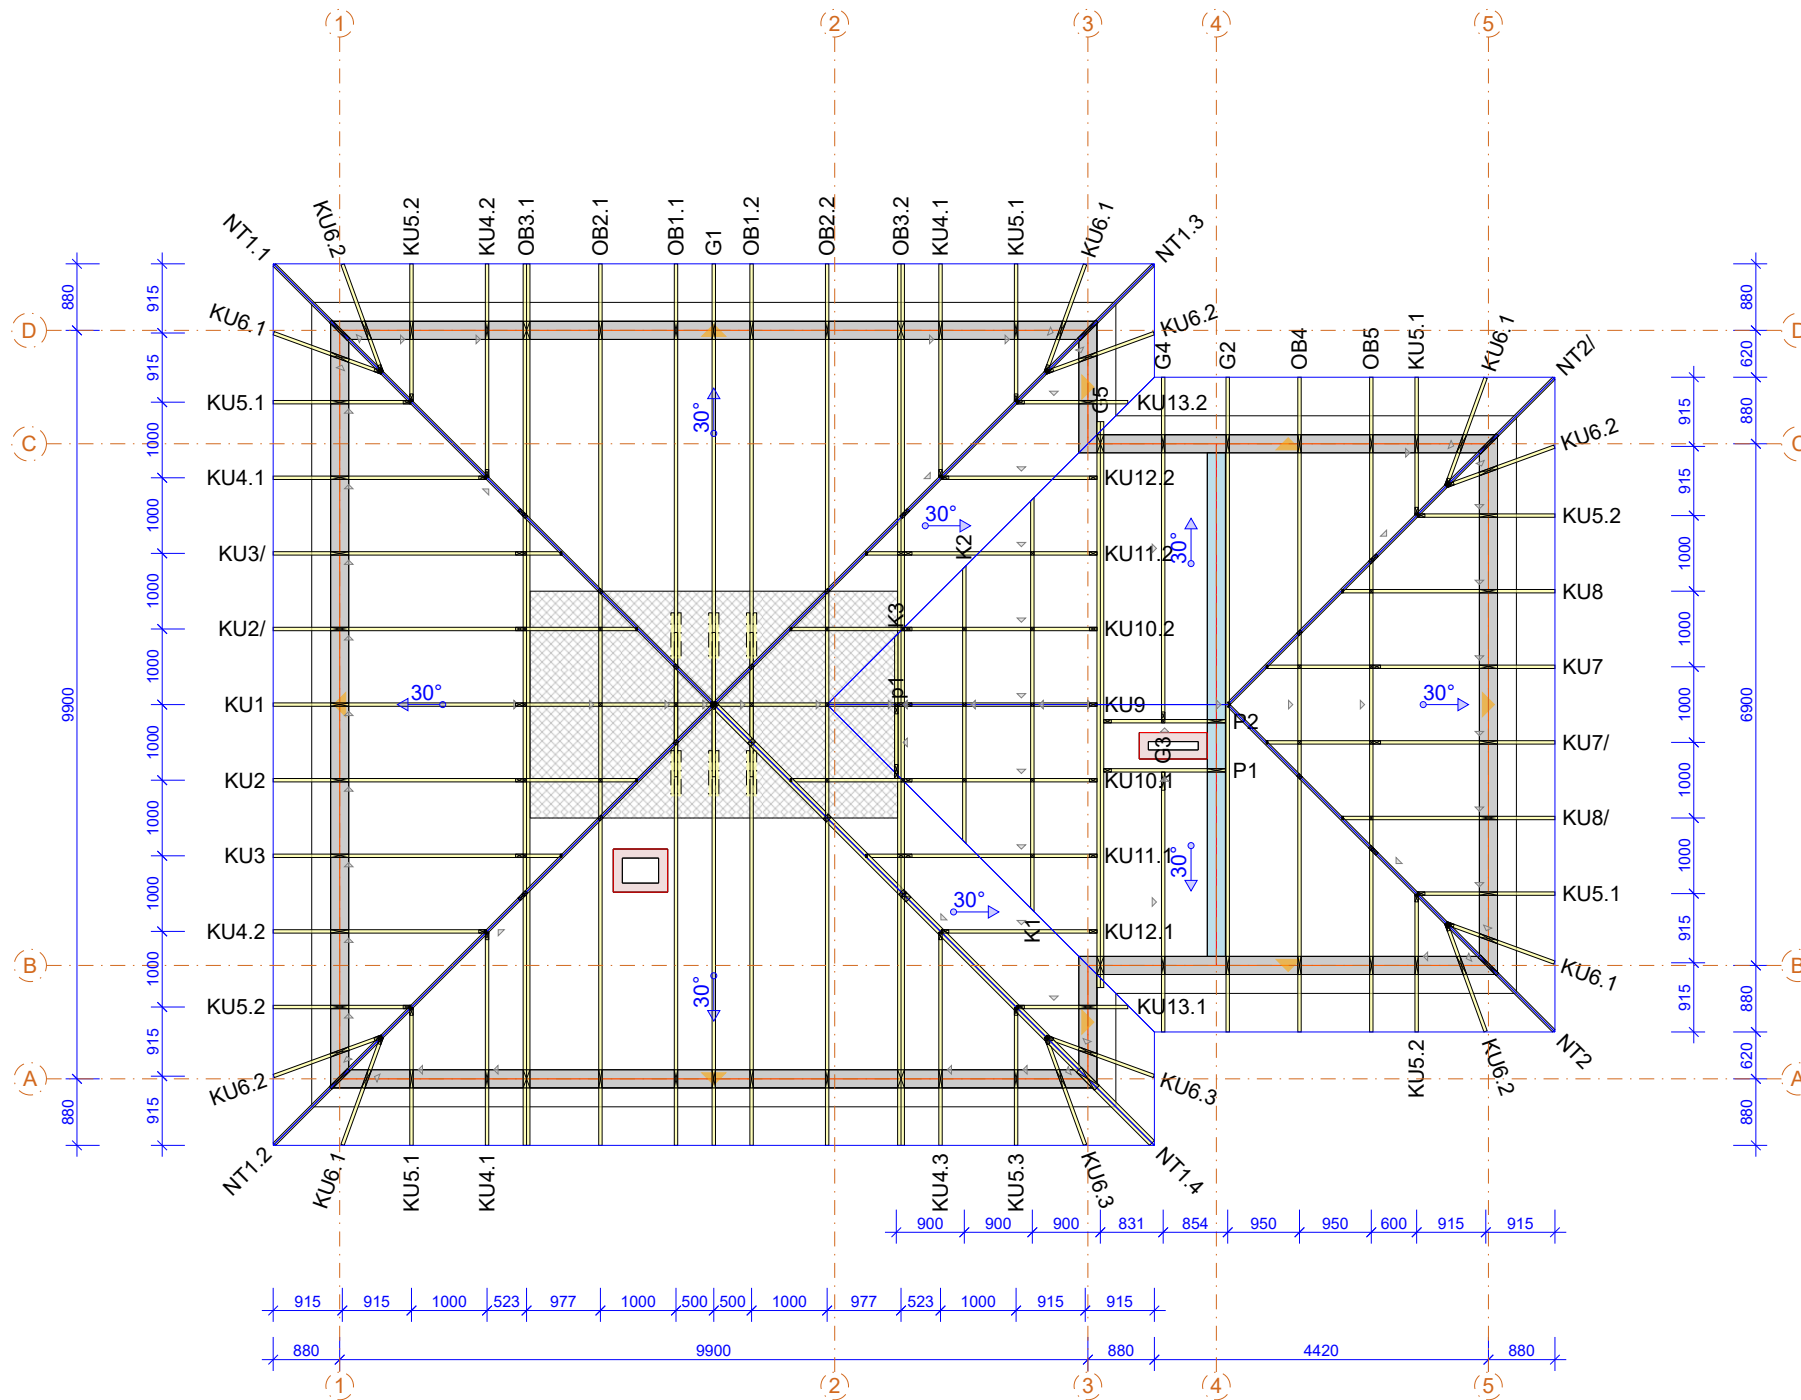 1 2 3 4 5
NT1.1 KU6.2 KU5.2 KU4.2 OB3.1 OB2.1 OB1.1 G1 OB1.2 OB2.2 OB3.2 KU4.1 KU5.1 KU6.1 NT1.3
880 915 880
KU6.1 KU6.2
D D
915 G4 G2 OB4 OB5 KU5.1 KU6.1 NT2/ 620
KU5.1 30° G5 KU13.2 915 880
C 1000 KU6.2 C
KU4.1 KU12.2 915
1000 30° K2 30° KU5.2
KU3/ KU11.2 1000
1000 KU8
KU2/ K3 KU10.2 1000
1000 KU7
9900 KU1 30° p1 KU9 30° 1000 6900
1000 P2
G3 KU7/
KU2 P1 KU10.1 1000
1000 KU8/
KU3 KU11.1 30° 1000
1000 30° KU5.1
KU4.2 K1 KU12.1 915
B 1000 KU6.1 B
KU5.2 30° KU13.1 915 880
915 KU5.2 KU6.2 NT2 620
A A
KU6.2 KU6.3
880 915 880
NT1.2 KU6.1 KU5.1 KU4.1 KU4.3 KU5.3 KU6.3 NT1.4
900 900 900 831 854 950 950 600 915 915
915 915 1000 523 977 1000 500 500 1000 977 523 1000 915 915
880 9900 880 4420 880
1 2 3 4 5